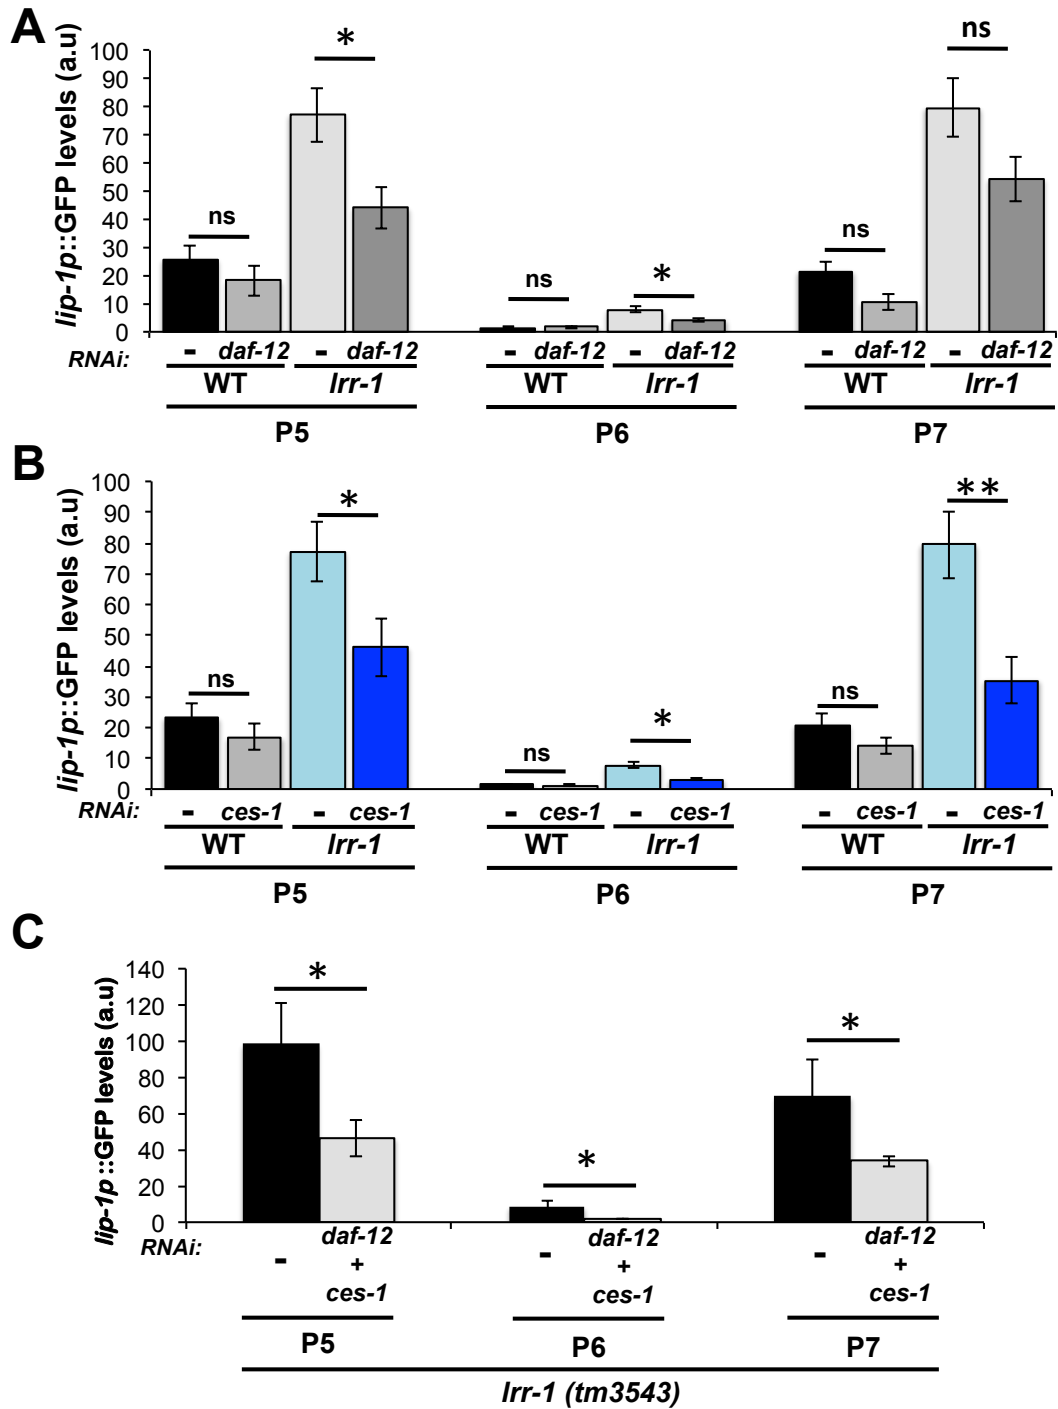 A
lip-1p::GFP levels (a.u)
100
90
80
70
60
50
40
30
20
10
0
* ns
ns ns * ns
RNAi: - daf-12 - daf-12 - daf-12 - daf-12 - daf-12 - daf-12
WT lrr-1 WT lrr-1 WT lrr-1
P5 P6 P7
B
lip-1p::GFP levels (a.u)
100
90
80
70
60
50
40
30
20
10
0
* **
ns ns * ns
RNAi: - ces-1 - ces-1 - ces-1 - ces-1 - ces-1 - ces-1
WT lrr-1 WT lrr-1 WT lrr-1
P5 P6 P7
C
lip-1p::GFP levels (a.u)
140
120
100
80
60
40
20
0
* * *
RNAi: - daf-12 + ces-1 - daf-12 + ces-1 - daf-12 + ces-1
P5 P6 P7
lrr-1 (tm3543)